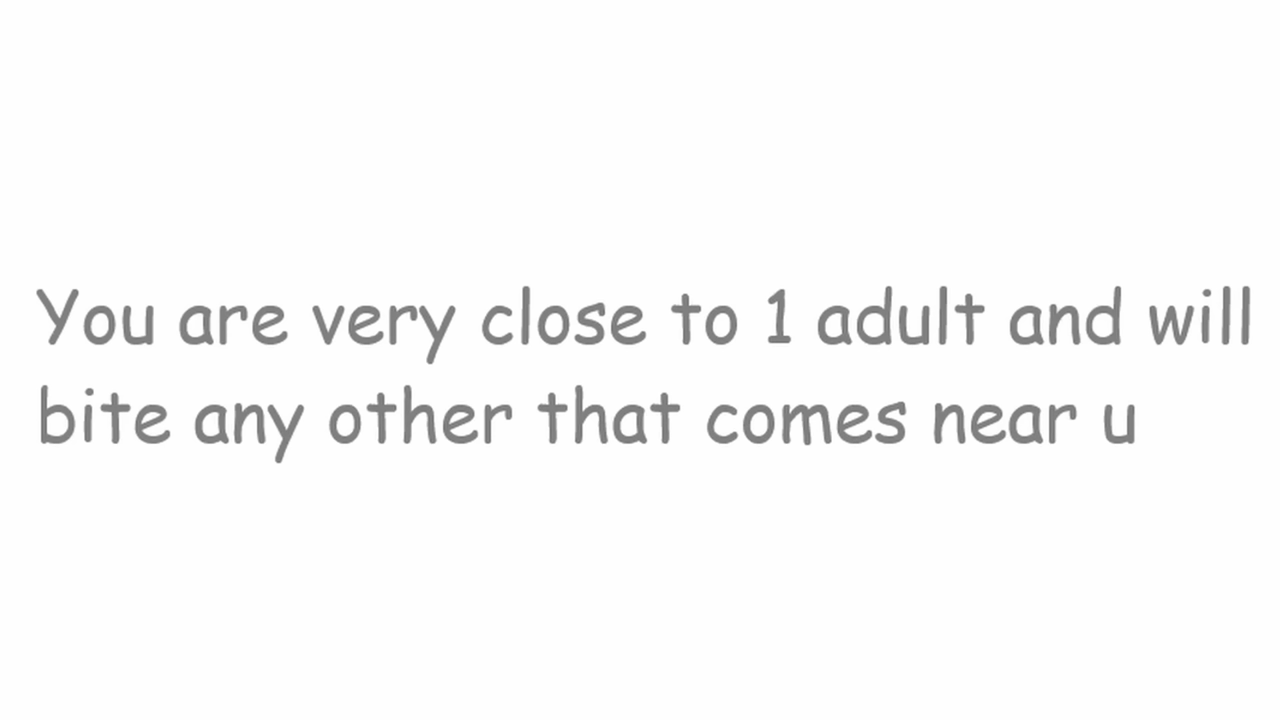 You are very close to 1 adult and will
bite any other that comes near u